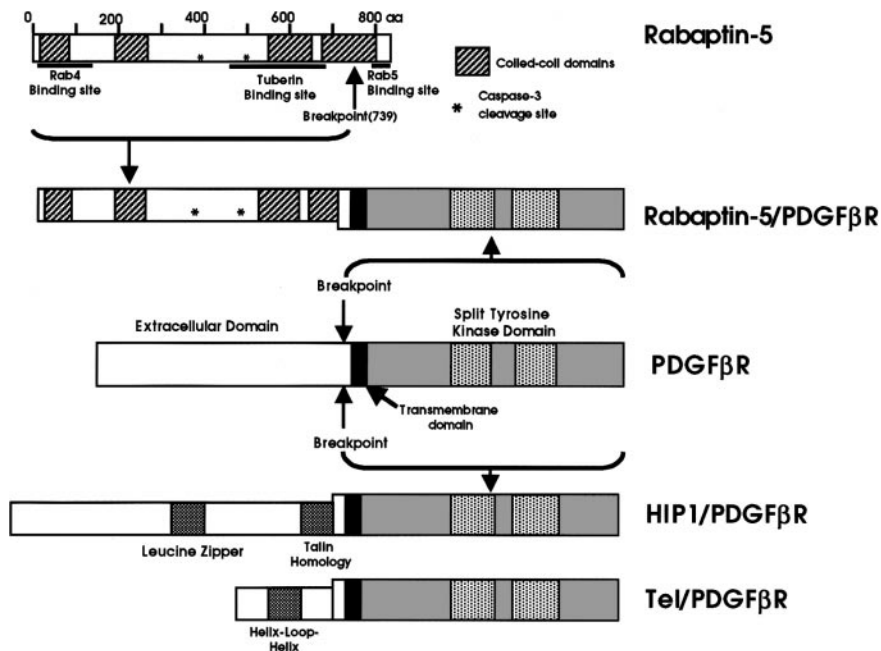 0 200 400 600 800 aa
Rabaptin-5
Rab4
Binding site
Tuberin
Binding site
Rab5
Binding site
Breakpoint(739)
Coiled-coil domains
* Caspase-3
cleavage site
* *
* *
Rabaptin-5/PDGFβR
Breakpoint
Extracellular Domain
Split Tyrosine
Kinase Domain
PDGFβR
Transmembrane
domain
Breakpoint
HIP1/PDGFβR
Leucine Zipper
Talin
Homology
Tel/PDGFβR
Helix-Loop-
Helix